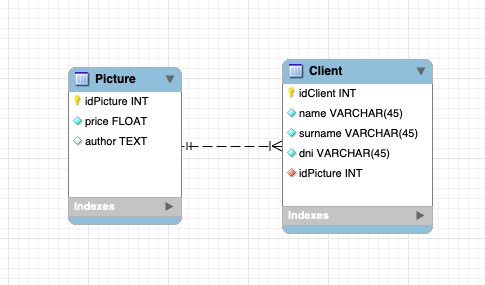 Picture
idPicture INT
price FLOAT
author TEXT
Indexes
Client
idClient INT
name VARCHAR(45)
surname VARCHAR(45)
dni VARCHAR(45)
idPicture INT
Indexes